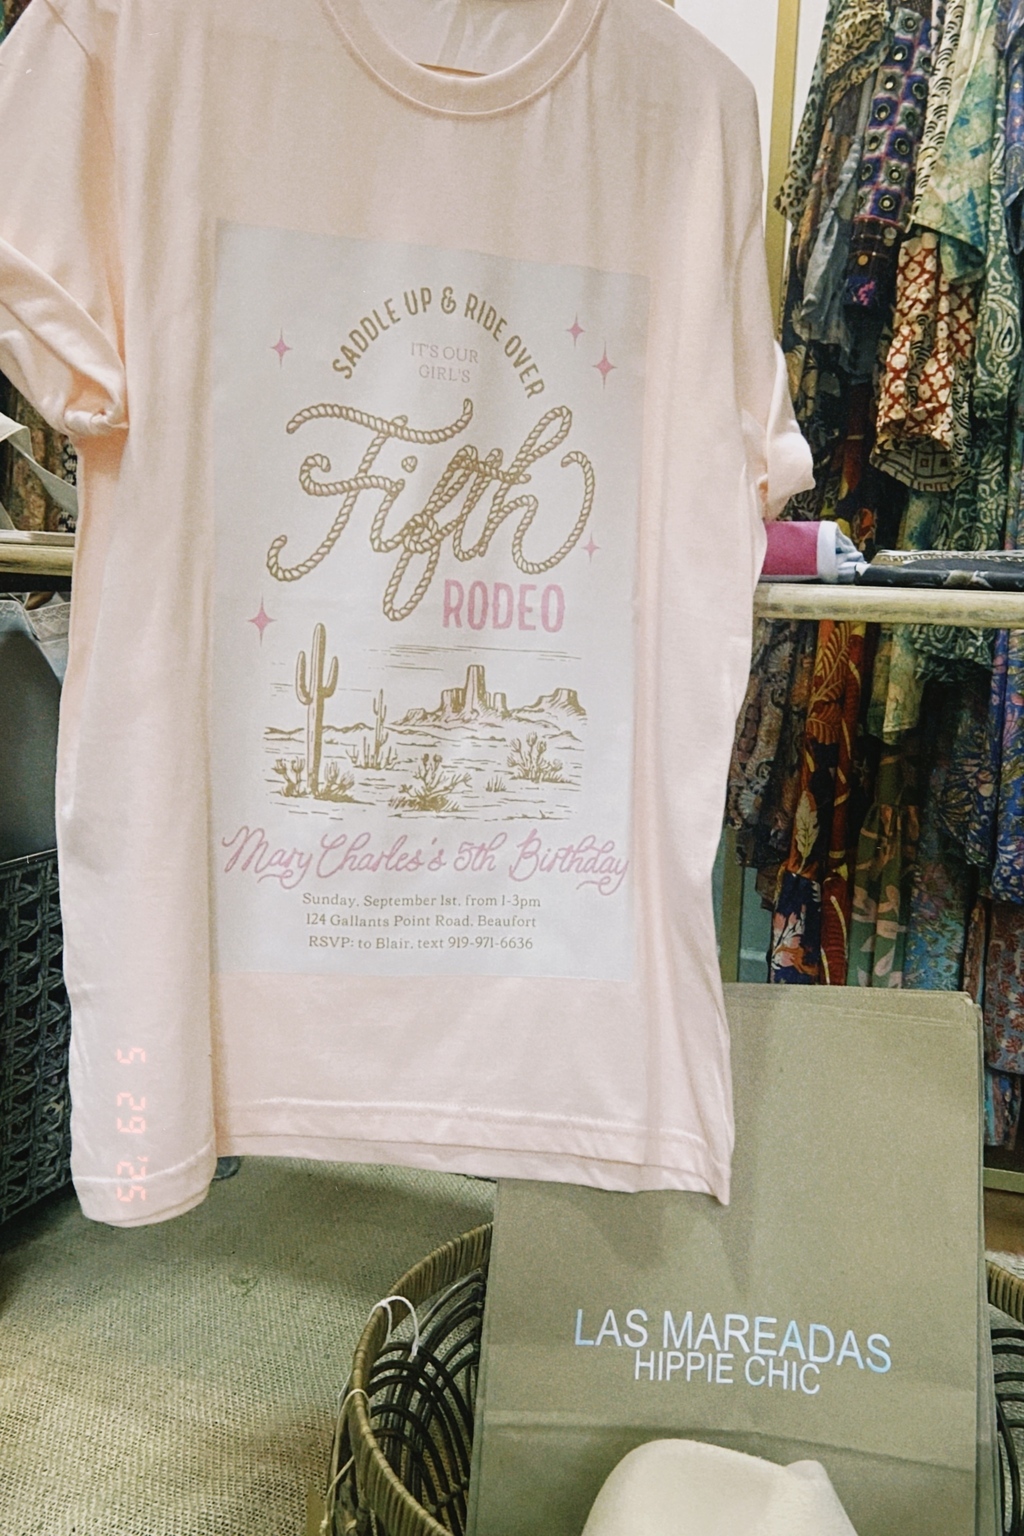 SADDLE UP & RIDE OVER
IT'S OUR
GIRL'S
Fifth
RODEO
Mary Charles's 5th Birthday
Sunday, September 1st, from 1-3pm
124 Gallants Point Road, Beaufort
RSVP: to Blair, text 919-971-6636
5 29 '25
LAS MAREADAS
HIPPIE CHIC